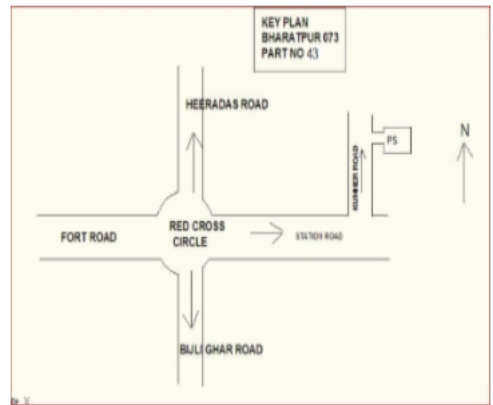 KEY PLAN
BHARATPUR 073
PART NO 43
HEERADAS ROAD
N
PS
KUMHER ROAD
FORT ROAD
RED CROSS
CIRCLE
STATION ROAD
BIJLI GHAR ROAD
X